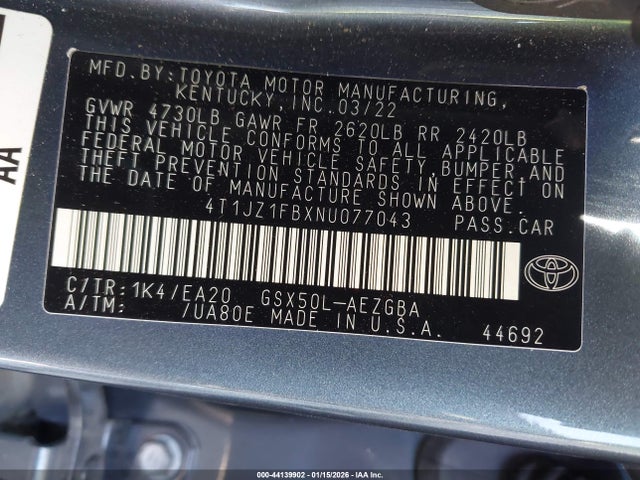 MFD.BY:TOYOTA MOTOR MANUFACTURING,
KENTUCKY,INC.03/22
GVWR 4730LB GAWR FR 2620LB RR 2420LB
THIS VEHICLE CONFORMS TO ALL APPLICABLE
FEDERAL MOTOR VEHICLE SAFETY,BUMPER,AND
THEFT PREVENTION STANDARDS IN EFFECT ON
THE DATE OF MANUFACTURE SHOWN ABOVE.
4T1JZ1FBXNU077043 PASS.CAR
C/TR:1K4/EA20 GSX50L-AEZGBA
A/TM: /UA80E MADE IN U.S.A.
44692
AA
000-44139902 - 01/15/2026 - IAA Inc.